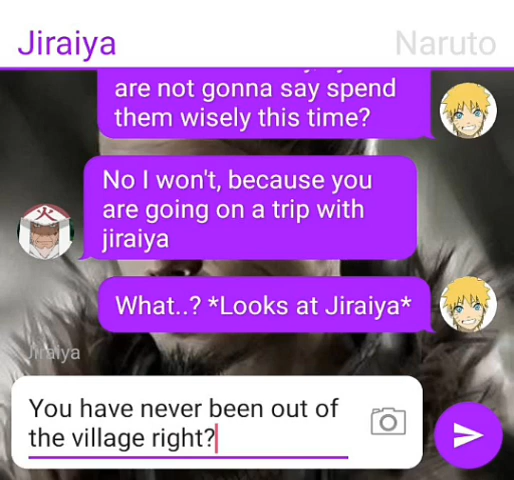 Jiraiya
Naruto
are not gonna say spend
them wisely this time?
No I won't, because you
are going on a trip with
jiraiya
What..? *Looks at Jiraiya*
Jiraiya
You have never been out of
the village right?